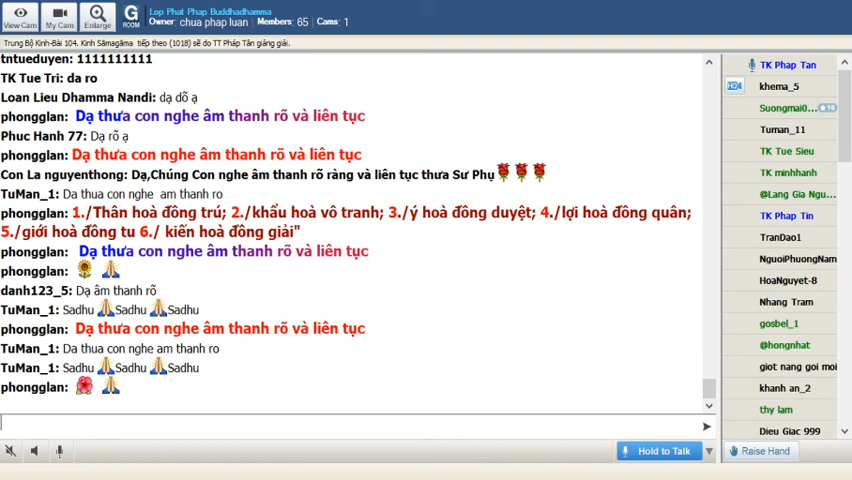 View Cam
My Cam
Enlarge
G
ROOM
Lop Phat Phap Buddhadhamma
Owner: chua phap luan Members: 65 Cams: 1
Trung Bộ Kinh-Bài 104. Kinh Sāmagāma tiếp theo (1018) sẽ do TT Pháp Tân giảng giải.
tntueduyen: 1111111111
TK Tue Tri: da ro
Loan Lieu Dhamma Nandi: dạ dỗ ạ
phongglan: Dạ thưa con nghe âm thanh rõ và liên tục
Phuc Hanh 77: Dạ rõ ạ
phongglan: Dạ thưa con nghe âm thanh rõ và liên tục
Con La nguyenthong: Dạ,Chúng Con nghe âm thanh rõ ràng và liên tục thưa Sư Phụ
TuMan_1: Da thua con nghe am thanh ro
phongglan: 1./Thân hoà đồng trú; 2./khẩu hoà vô tranh; 3./ý hoà đồng duyệt; 4./lợi hoà đồng quân;
5./giới hoà đồng tu 6./ kiến hoà đồng giải"
phongglan: Dạ thưa con nghe âm thanh rõ và liên tục
phongglan:
danh123_5: Dạ âm thanh rõ
TuMan_1: Sadhu Sadhu Sadhu
phongglan: Dạ thưa con nghe âm thanh rõ và liên tục
TuMan_1: Da thua con nghe am thanh ro
TuMan_1: Sadhu Sadhu Sadhu
phongglan:
Hold to Talk
TK Phap Tan
HD
khema_5
Suongmai0... 10
Tuman_11
TK Tue Sieu
TK minhhanh
@Lang Gia Ngu...
TK Phap Tin
TranDao1
NguoiPhuongNam
HoaNguyet-8
Nhang Tram
gosbel_1
@hongnhat
giot nang goi moi
khanh an_2
thy lam
Dieu Giac 999
Raise Hand